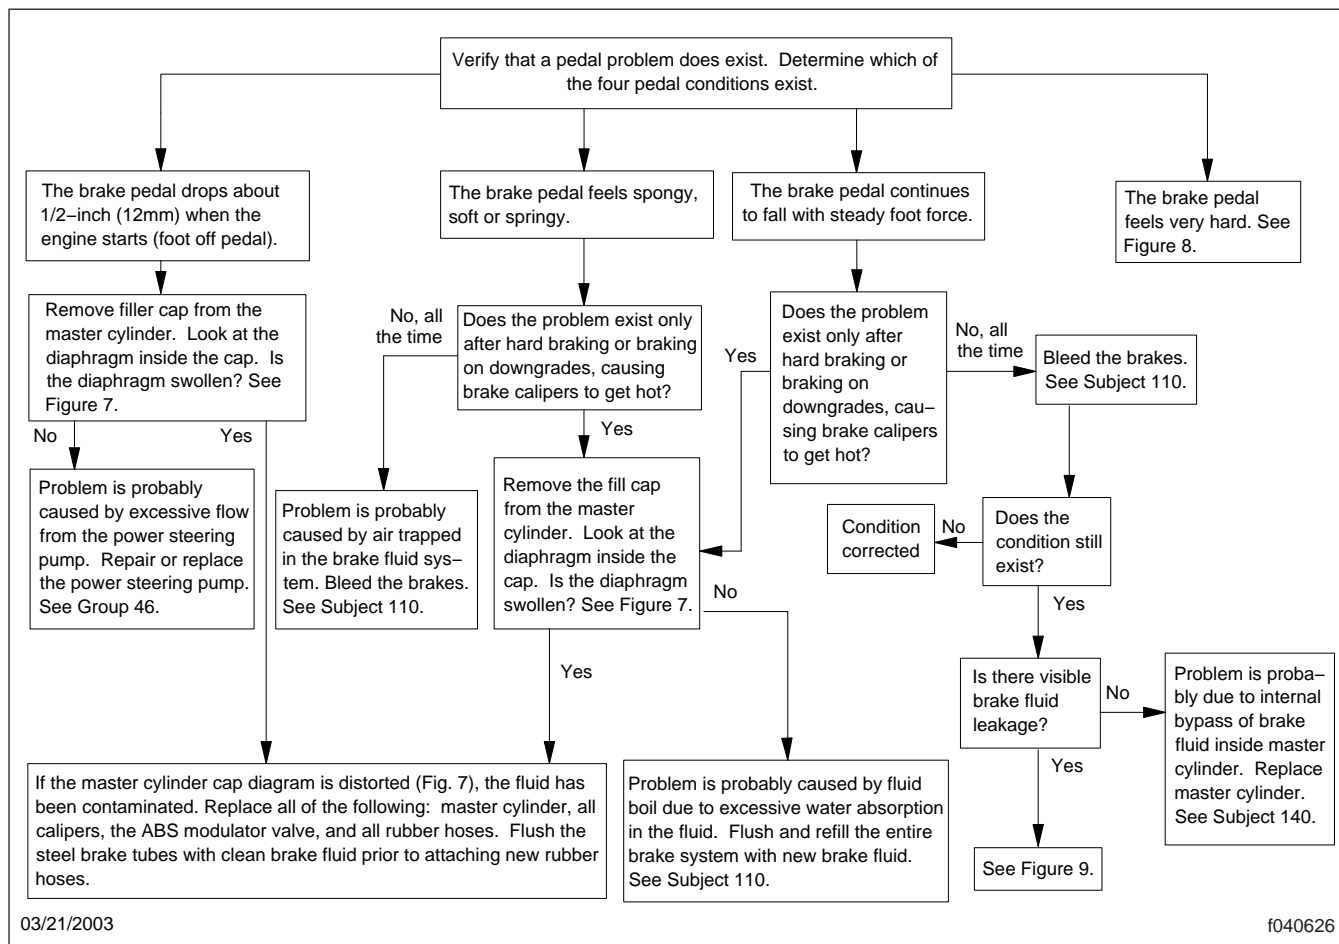 Verify that a pedal problem does exist.  Determine which of
the four pedal conditions exist.
The brake pedal drops about
1/2−inch (12mm) when the
engine starts (foot off pedal).
The brake pedal feels spongy,
soft or springy.
The brake pedal continues
to fall with steady foot force.
The brake pedal
feels very hard. See
Figure 8.
Remove filler cap from the
master cylinder.  Look at the
diaphragm inside the cap.  Is
the diaphragm swollen? See
Figure 7.
No, all
the time
Does the problem exist only
after hard braking or braking
on downgrades, causing
brake calipers to get hot?
Yes
Does the problem
exist only after
hard braking or
braking on
downgrades, cau−
sing brake calipers
to get hot?
No, all
the time
Bleed the brakes.
See Subject 110.
No
Yes
Yes
Problem is probably
caused by excessive flow
from the power steering
pump.  Repair or replace
the power steering pump.
See Group 46.
Problem is probably
caused by air trapped
in the brake fluid sys−
tem. Bleed the brakes.
See Subject 110.
Remove the fill cap
from the master
cylinder.  Look at the
diaphragm inside the
cap.  Is the diaphragm
swollen? See Figure 7.
Condition
corrected
No
Does the
condition still
exist?
No
Yes
Yes
Is there visible
brake fluid
leakage?
No
Problem is proba−
bly due to internal
bypass of brake
fluid inside master
cylinder.  Replace
master cylinder.
See Subject 140.
Yes
If the master cylinder cap diagram is distorted (Fig. 7), the fluid has
been contaminated. Replace all of the following:  master cylinder, all
calipers, the ABS modulator valve, and all rubber hoses.  Flush the
steel brake tubes with clean brake fluid prior to attaching new rubber
hoses.
Problem is probably caused by fluid
boil due to excessive water absorption
in the fluid.  Flush and refill the entire
brake system with new brake fluid.
See Subject 110.
See Figure 9.
03/21/2003
f040626